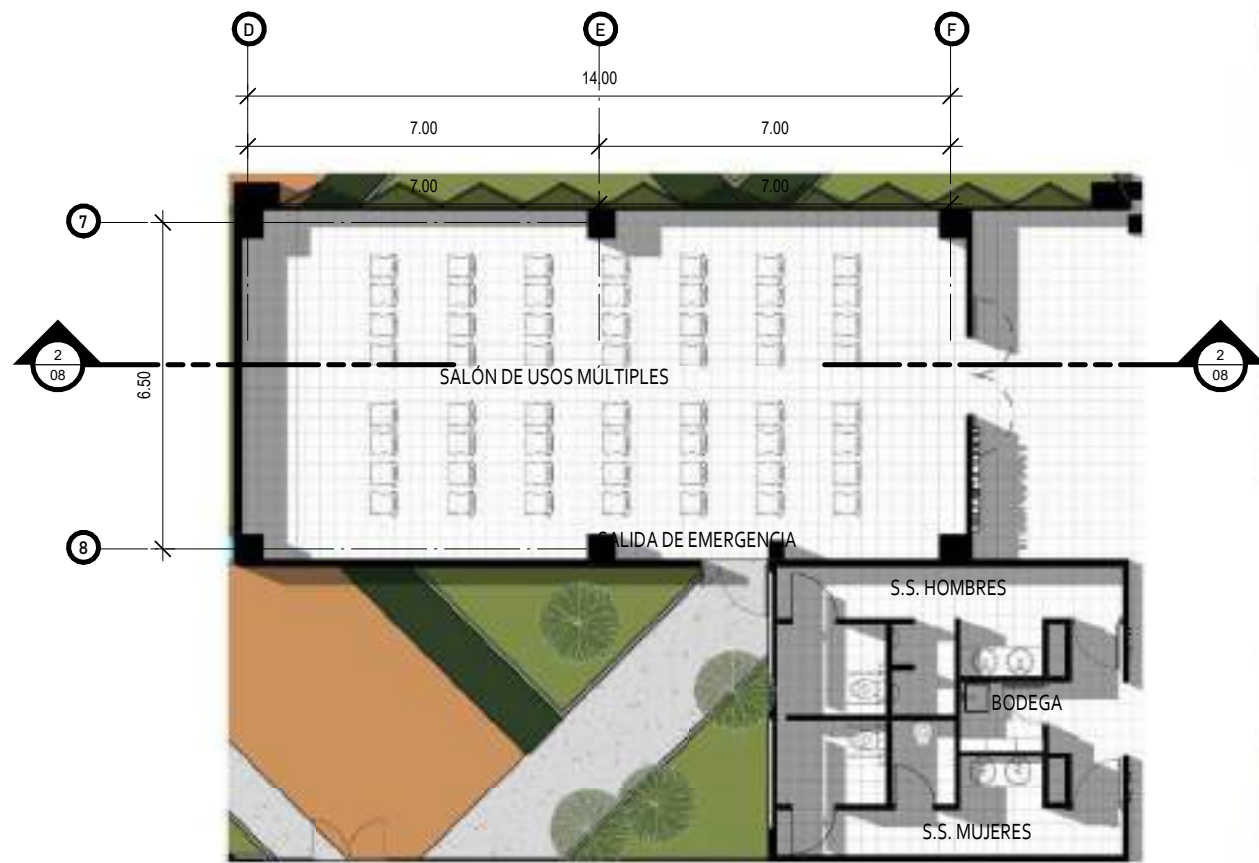 D
E
F
14.00
7.00
7.00
7.00
7.00
7
2
08
2
08
6.50
SALÓN DE USOS MÚLTIPLES
8
SALIDA DE EMERGENCIA
S.S. HOMBRES
BODEGA
S.S. MUJERES